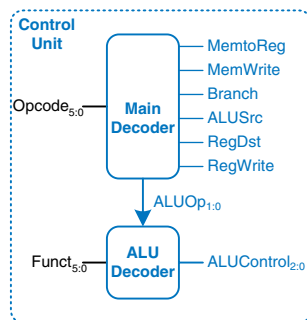 Control
Unit
MemtoReg
MemWrite
Branch
Opcode5:0
Main
Decoder
ALUSrc
RegDst
RegWrite
ALUOp1:0
Funct5:0
ALU
Decoder
ALUControl2:0